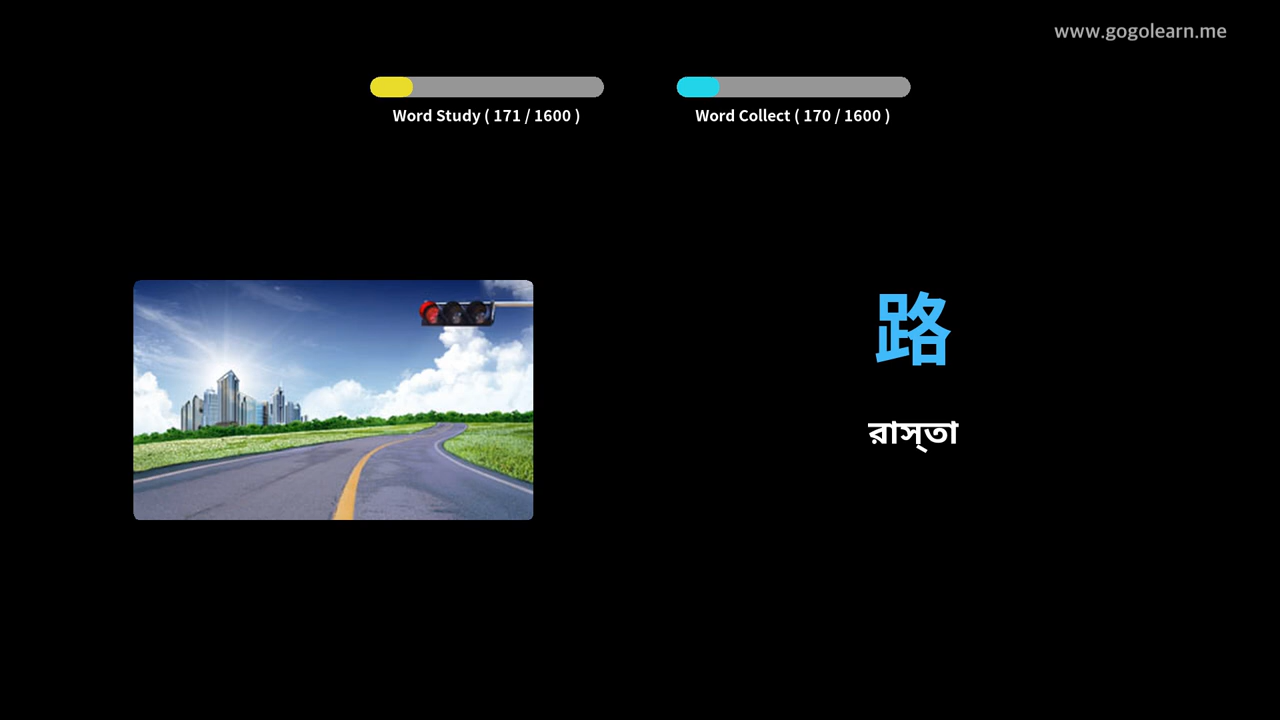 www.gogolearn.me
Word Study ( 171 / 1600 )
Word Collect ( 170 / 1600 )
路
রাস্তা